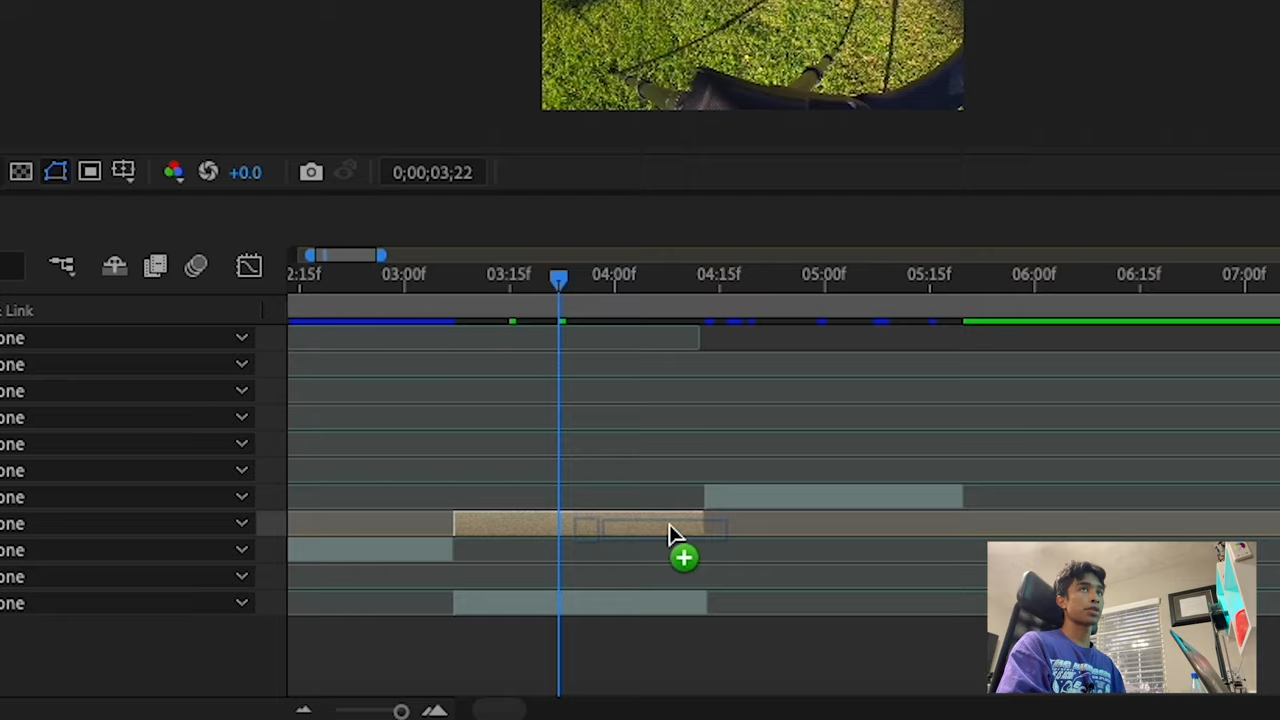 +0.0
0;00;03;22
2:15f 03:00f 03:15f 04:00f 04:15f 05:00f 05:15f 06:00f 06:15f 07:00f
Link
one
one
one
one
one
one
one
one
one
one
one